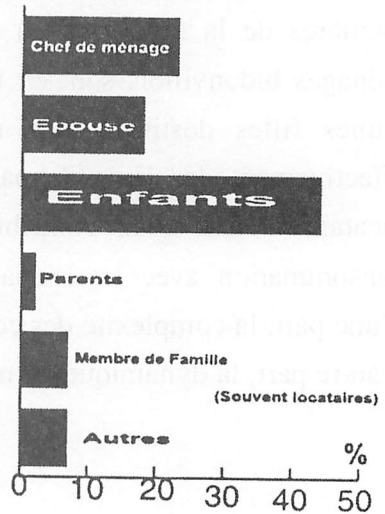 Chef de ménage
Epouse
Enfants
Parents
Membre de Famille
(Souvent locataires)
Autres
%
0 10 20 30 40 50